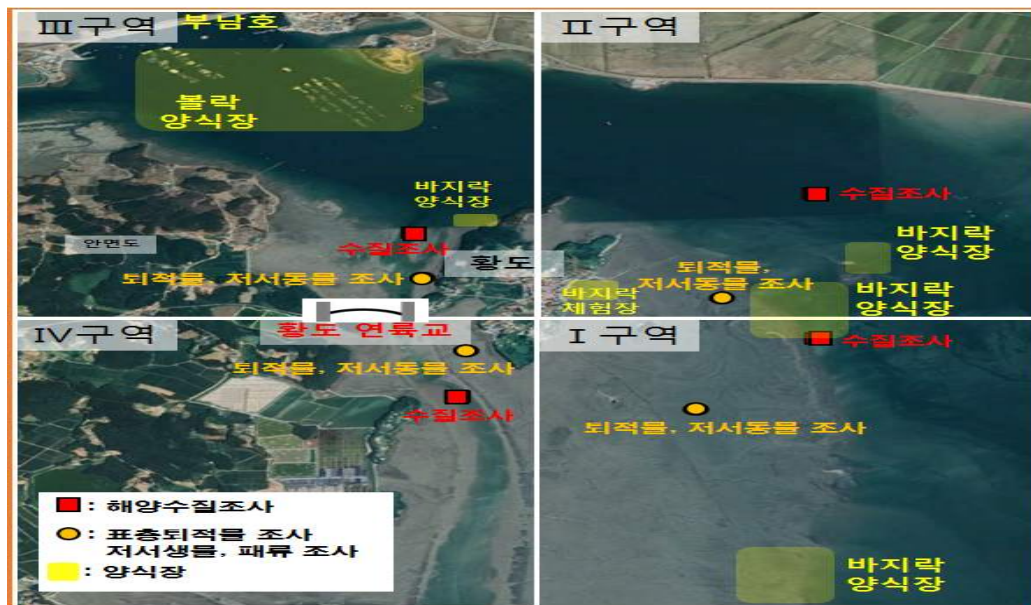 III구역
부남호
볼락
양식장
바지락
양식장
안면도
수질조사
황도
퇴적물, 저서동물 조사
II구역
수질조사
바지락
양식장
퇴적물,
저서동물 조사
바지락
체험장
바지락
양식장
IV구역
황도 연륙교
퇴적물, 저서동물 조사
수질조사
: 해양수질조사
: 표층퇴적물 조사
저서생물, 패류 조사
: 양식장
I 구역
수질조사
퇴적물, 저서동물 조사
바지락
양식장